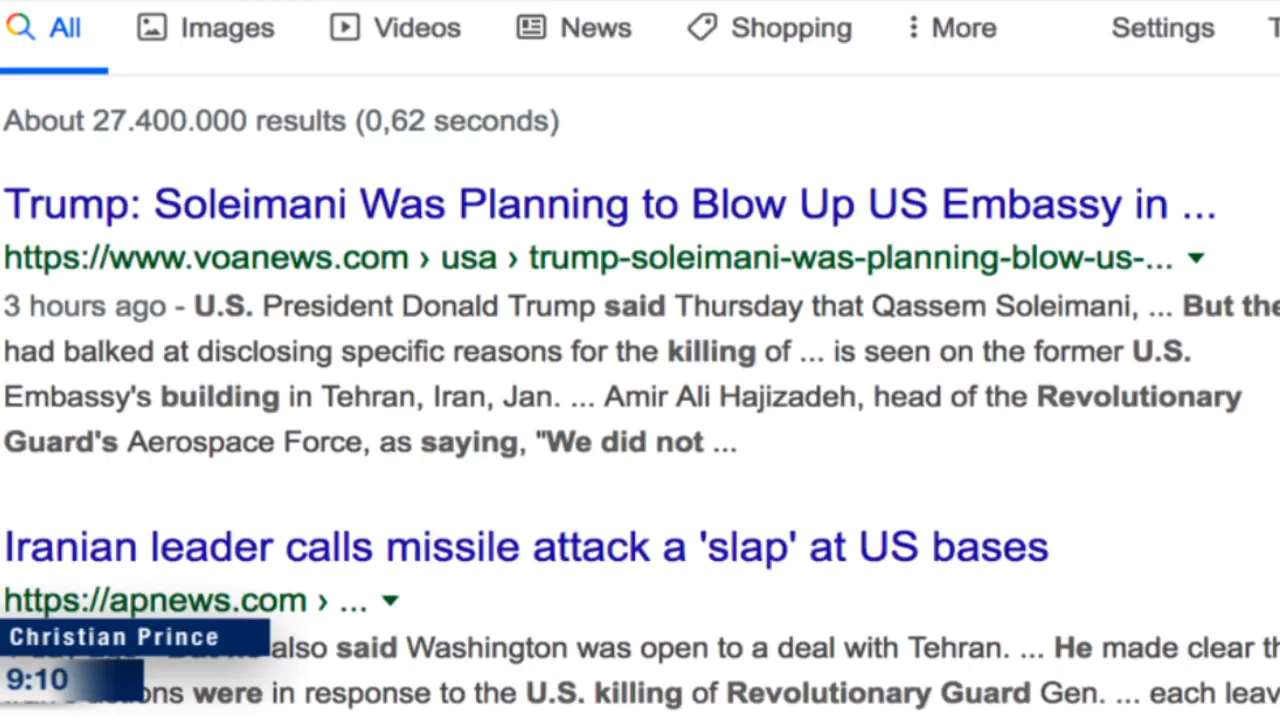 All Images Videos News Shopping More Settings
About 27.400.000 results (0,62 seconds)
Trump: Soleimani Was Planning to Blow Up US Embassy in ...
https://www.voanews.com › usa › trump-soleimani-was-planning-blow-us-...
3 hours ago - U.S. President Donald Trump said Thursday that Qassem Soleimani, ... But the
had balked at disclosing specific reasons for the killing of ... is seen on the former U.S.
Embassy's building in Tehran, Iran, Jan. ... Amir Ali Hajizadeh, head of the Revolutionary
Guard's Aerospace Force, as saying, "We did not ...
Iranian leader calls missile attack a 'slap' at US bases
https://apnews.com › ...
Christian Prince
also said Washington was open to a deal with Tehran. ... He made clear
9:10
were in response to the U.S. killing of Revolutionary Guard Gen. ... each